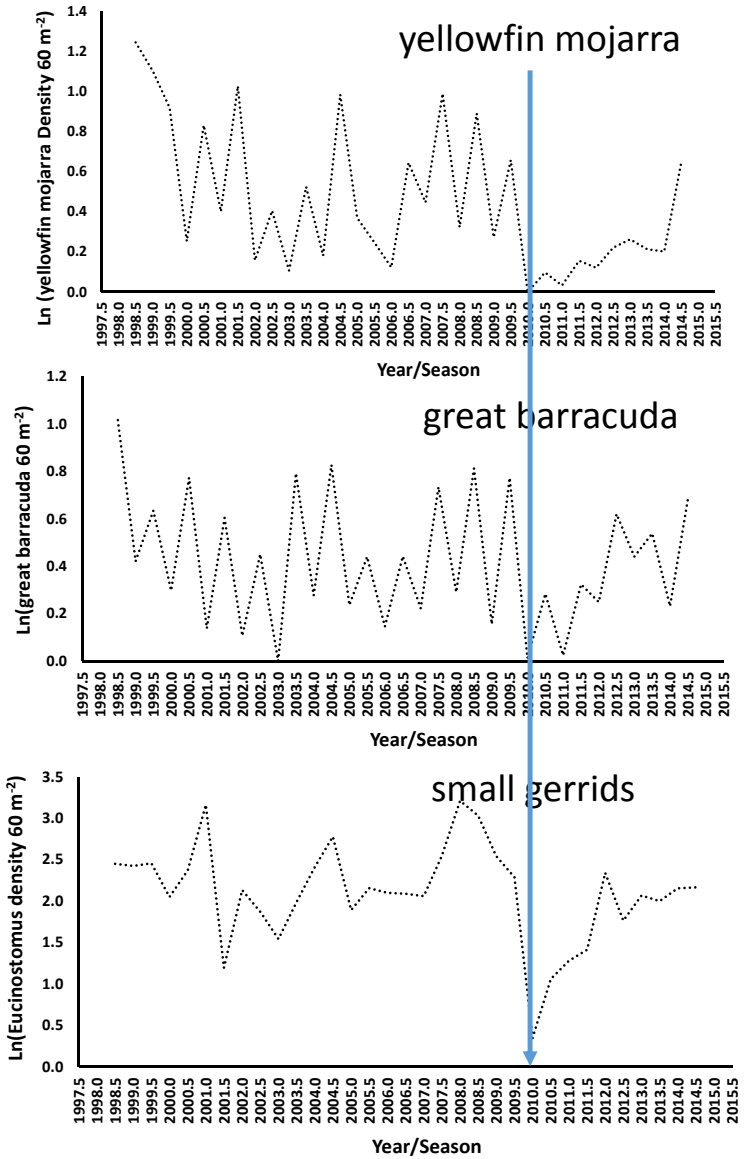 yellowfin mojarra
Ln (yellowfin mojarra Density 60 m-2)
1.4
1.2
1.0
0.8
0.6
0.4
0.2
0.0
1997.5 1998.0 1998.5 1999.0 1999.5 2000.0 2000.5 2001.0 2001.5 2002.0 2002.5 2003.0 2003.5 2004.0 2004.5 2005.0 2005.5 2006.0 2006.5 2007.0 2007.5 2008.0 2008.5 2009.0 2009.5 2010.0 2010.5 2011.0 2011.5 2012.0 2012.5 2013.0 2013.5 2014.0 2014.5 2015.0 2015.5
Year/Season
great barracuda
Ln(great barracuda 60 m-2)
1.2
1.0
0.8
0.6
0.4
0.2
0.0
1997.5 1998.0 1998.5 1999.0 1999.5 2000.0 2000.5 2001.0 2001.5 2002.0 2002.5 2003.0 2003.5 2004.0 2004.5 2005.0 2005.5 2006.0 2006.5 2007.0 2007.5 2008.0 2008.5 2009.0 2009.5 2010.0 2010.5 2011.0 2011.5 2012.0 2012.5 2013.0 2013.5 2014.0 2014.5 2015.0 2015.5
Year/Season
small gerrids
Ln(Eucinostomus density 60 m-2)
3.5
3.0
2.5
2.0
1.5
1.0
0.5
0.0
1997.5 1998.0 1998.5 1999.0 1999.5 2000.0 2000.5 2001.0 2001.5 2002.0 2002.5 2003.0 2003.5 2004.0 2004.5 2005.0 2005.5 2006.0 2006.5 2007.0 2007.5 2008.0 2008.5 2009.0 2009.5 2010.0 2010.5 2011.0 2011.5 2012.0 2012.5 2013.0 2013.5 2014.0 2014.5 2015.0 2015.5
Year/Season